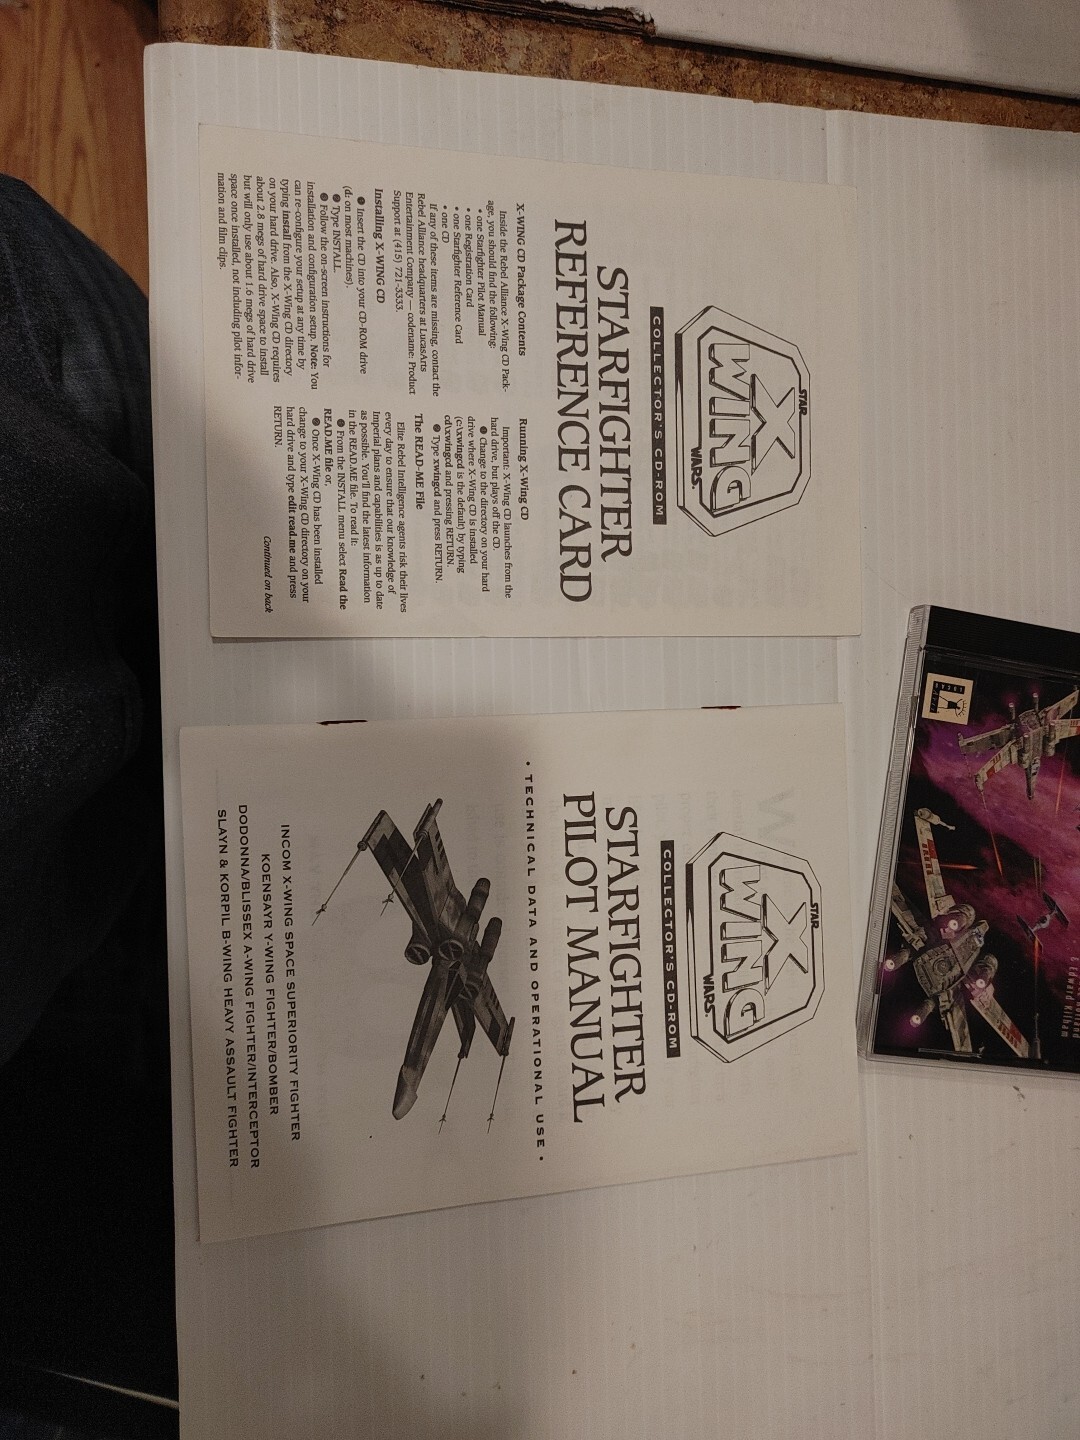 STAR
X
WING
WARS
COLLECTOR'S CD-ROM
STARFIGHTER
REFERENCE CARD
X-WING CD Package Contents
Inside the Rebel Alliance X-Wing CD Pack-
age, you should find the following:
• one Starfighter Pilot Manual
• one Registration Card
• one Starfighter Reference Card
• one CD
If any of these items are missing, contact the
Rebel Alliance headquarters at LucasArts
Entertainment Company — codename: Product
Support at (415) 721-3333.
Installing X-WING CD
❶ Insert the CD into your CD-ROM drive
(d: on most machines).
❷ Type INSTALL.
❸ Follow the on-screen instructions for
installation and configuration setup. Note: You
can re-configure your setup at any time by
typing install from the X-Wing CD directory
on your hard drive. Also, X-Wing CD requires
about 2.8 megs of hard drive space to install
but will only use about 1.6 megs of hard drive
space once installed, not including pilot infor-
mation and film clips.
Running X-Wing CD
Important: X-Wing CD launches from the
hard drive, but plays off the CD.
❶ Change to the directory on your hard
drive where X-Wing CD is installed
(c:\xwingcd is the default) by typing
cd\xwingcd and pressing RETURN.
❷ Type xwingcd and press RETURN.
The READ-ME File
Elite Rebel Intelligence agents risk their lives
every day to ensure that our knowledge of
Imperial plans and capabilities is as up to date
as possible. You'll find the latest information
in the READ.ME file. To read it:
❶ From the INSTALL menu select Read the
READ.ME file or,
❷ Once X-Wing CD has been installed
change to your X-Wing CD directory on your
hard drive and type edit read.me and press
RETURN.
Continued on back
STAR
X
WING
WARS
COLLECTOR'S CD-ROM
STARFIGHTER
PILOT MANUAL
• TECHNICAL DATA AND OPERATIONAL USE •
INCOM X-WING SPACE SUPERIORITY FIGHTER
KOENSAYR Y-WING FIGHTER/BOMBER
DODONNA/BLISSEX A-WING FIGHTER/INTERCEPTOR
SLAYN & KORPIL B-WING HEAVY ASSAULT FIGHTER
LUCAS
ARTS
& Edward Kilham